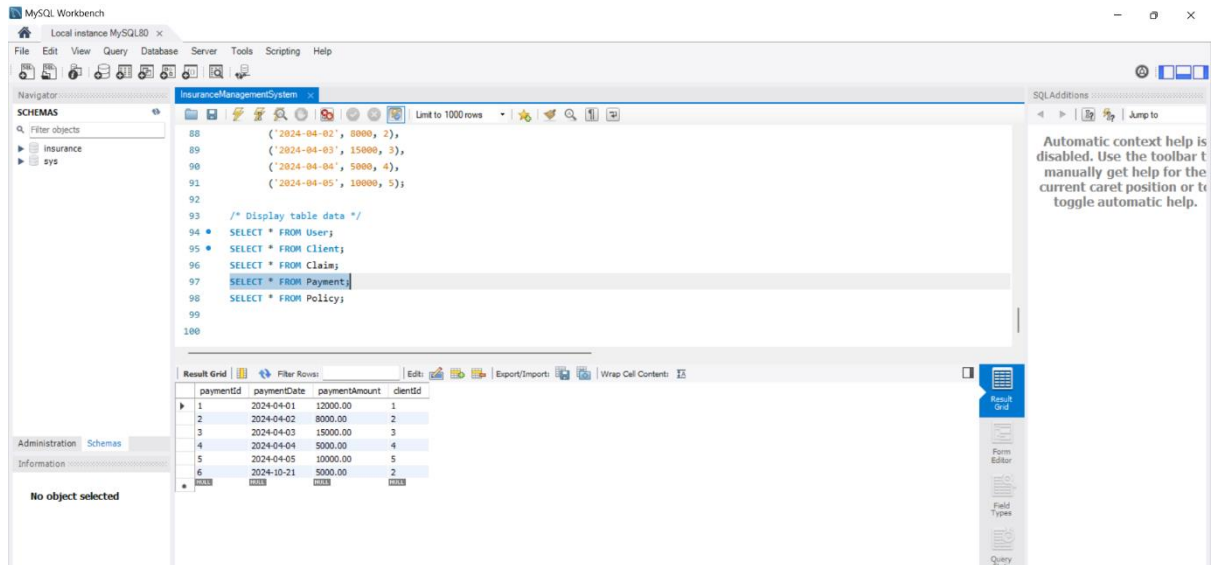 MySQL Workbench
Local instance MySQL80 ×
File Edit View Query Database Server Tools Scripting Help
Navigator
SCHEMAS
Filter objects
insurance
sys
Administration Schemas
Information
No object selected
InsuranceManagementSystem ×
Limit to 1000 rows
88 ('2024-04-02', 8000, 2),
89 ('2024-04-03', 15000, 3),
90 ('2024-04-04', 5000, 4),
91 ('2024-04-05', 10000, 5);
92
93 /* Display table data */
94 SELECT * FROM User;
95 SELECT * FROM Client;
96 SELECT * FROM Claim;
97 SELECT * FROM Payment;
98 SELECT * FROM Policy;
99
100
Result Grid Filter Rows: Edit: Export/Import: Wrap Cell Content:
paymentId paymentDate paymentAmount clientId
1 2024-04-01 12000.00 1
2 2024-04-02 8000.00 2
3 2024-04-03 15000.00 3
4 2024-04-04 5000.00 4
5 2024-04-05 10000.00 5
6 2024-10-21 5000.00 2
NULL NULL NULL NULL
Result
Grid
Form
Editor
Field
Types
Query
SQLAdditions
Jump to
Automatic context help is
disabled. Use the toolbar t
manually get help for the
current caret position or to
toggle automatic help.